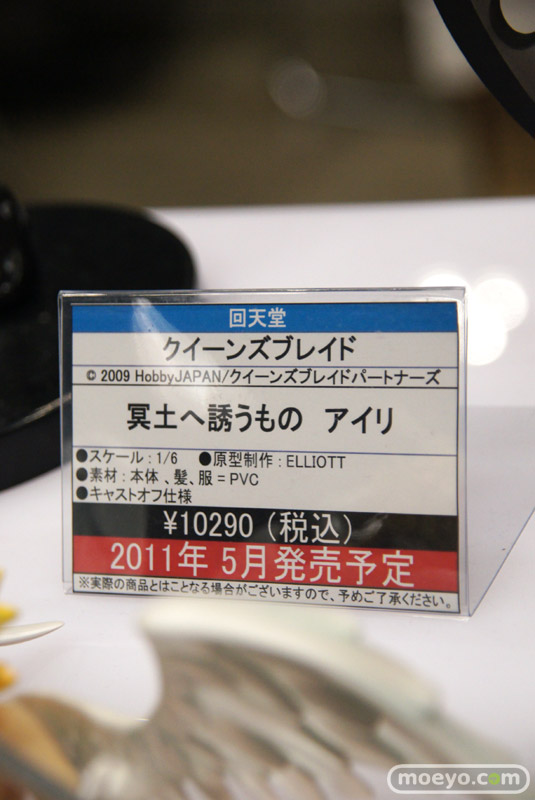 回天堂
クイーンズブレイド
© 2009 HobbyJAPAN/クイーンズブレイドパートナーズ
冥土へ誘うもの アイリ
●スケール:1/6 ●原型制作:ELLIOTT
●素材:本体、髪、服=PVC
●キャストオフ仕様
¥10290(税込)
2011年 5月発売予定
※実際の商品とはことなる場合がございますので、予めご了承ください。
moeyo.com